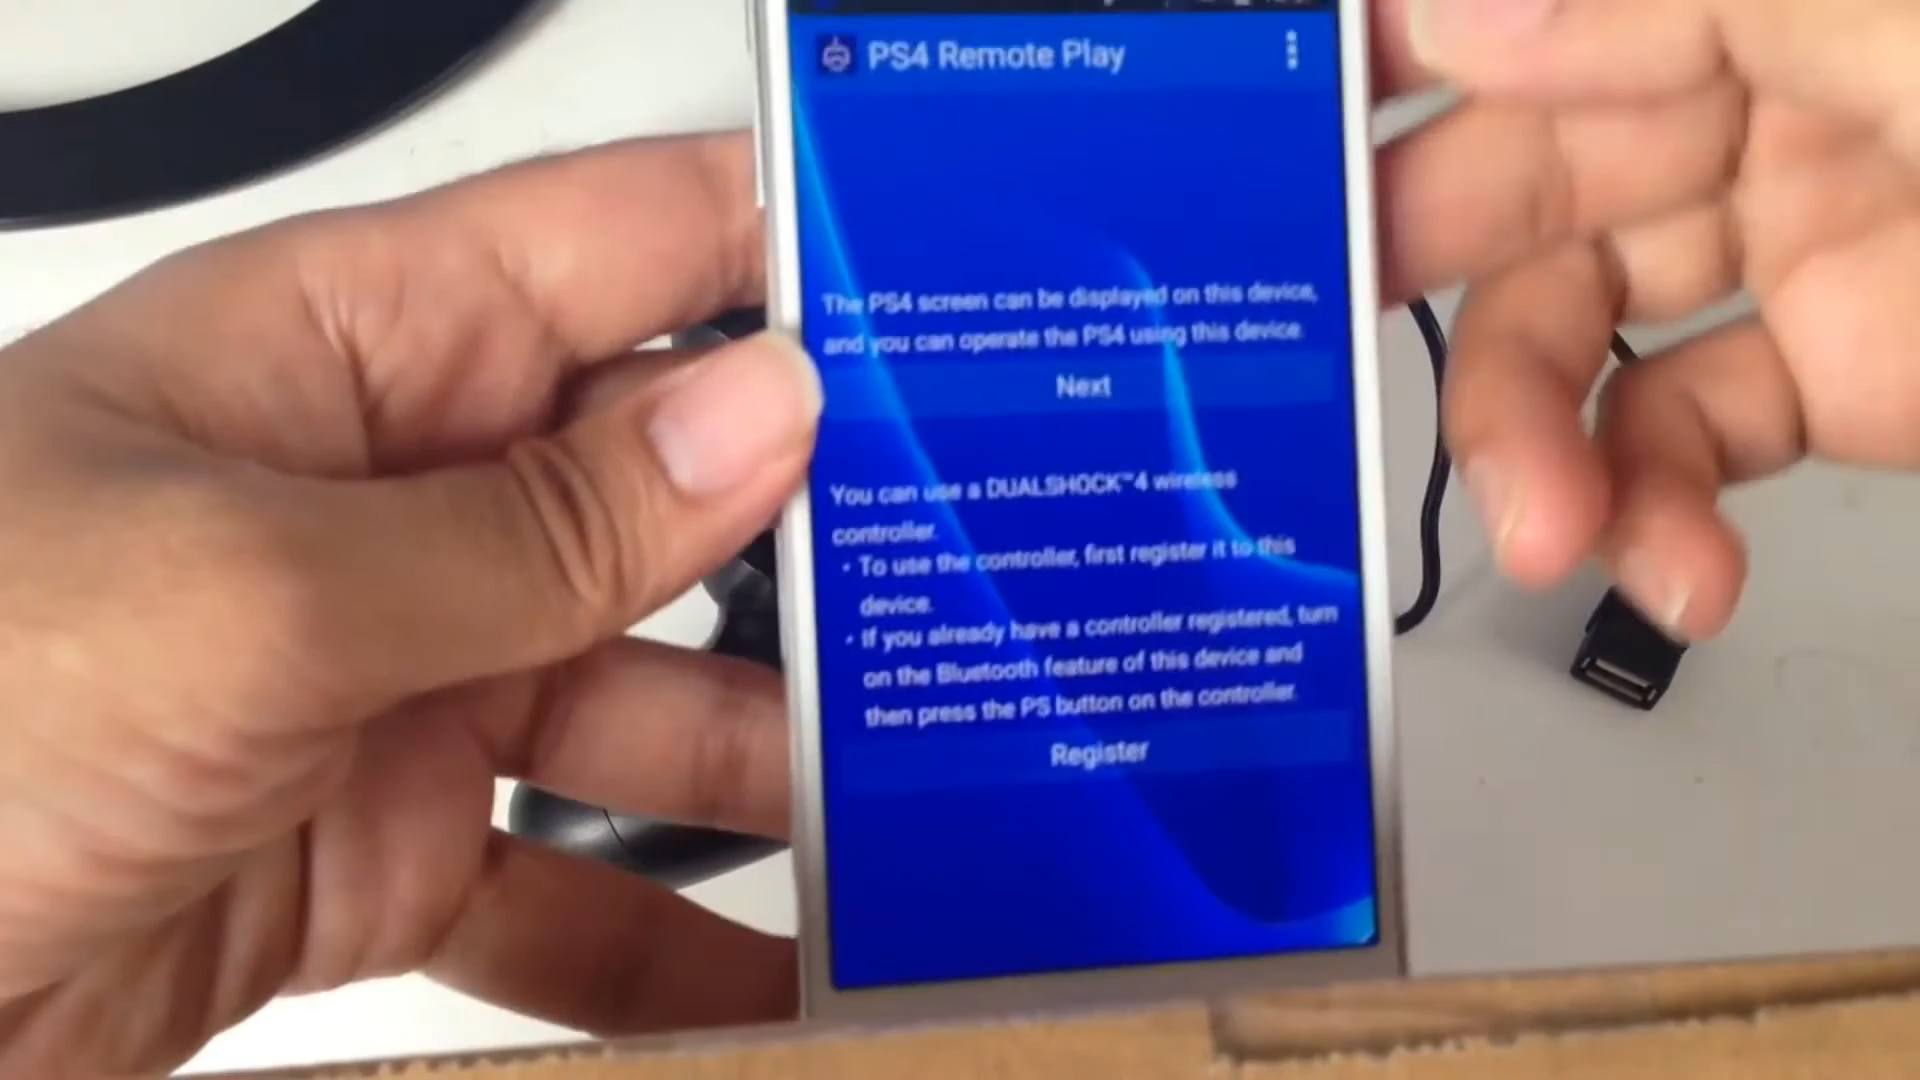 PS4 Remote Play
The PS4 screen can be displayed on this device,
and you can operate the PS4 using this device.
Next
You can use a DUALSHOCK™4 wireless
controller.
• To use the controller, first register it to this
device.
• If you already have a controller registered, turn
on the Bluetooth feature of this device and
then press the PS button on the controller.
Register